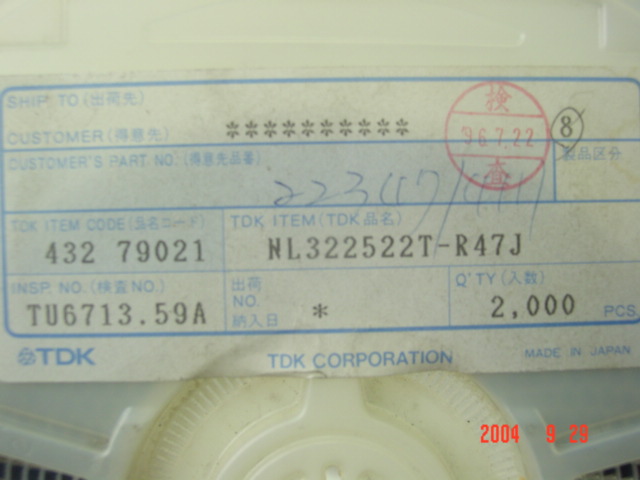 SHIP TO (出荷先)
CUSTOMER (得意先) **********
検
96.7.22
査
8
CUSTOMER'S PART NO. (得意先品番)
製品区分
TDK ITEM CODE (品名コード) TDK ITEM (TDK品名)
432 79021 NL322522T-R47J
INSP. NO. (検査NO.) 出荷 Q'TY (入数)
NO.
TU6713.59A * 2,000 PCS.
納入日
TDK TDK CORPORATION MADE IN JAPAN
2004 9.29